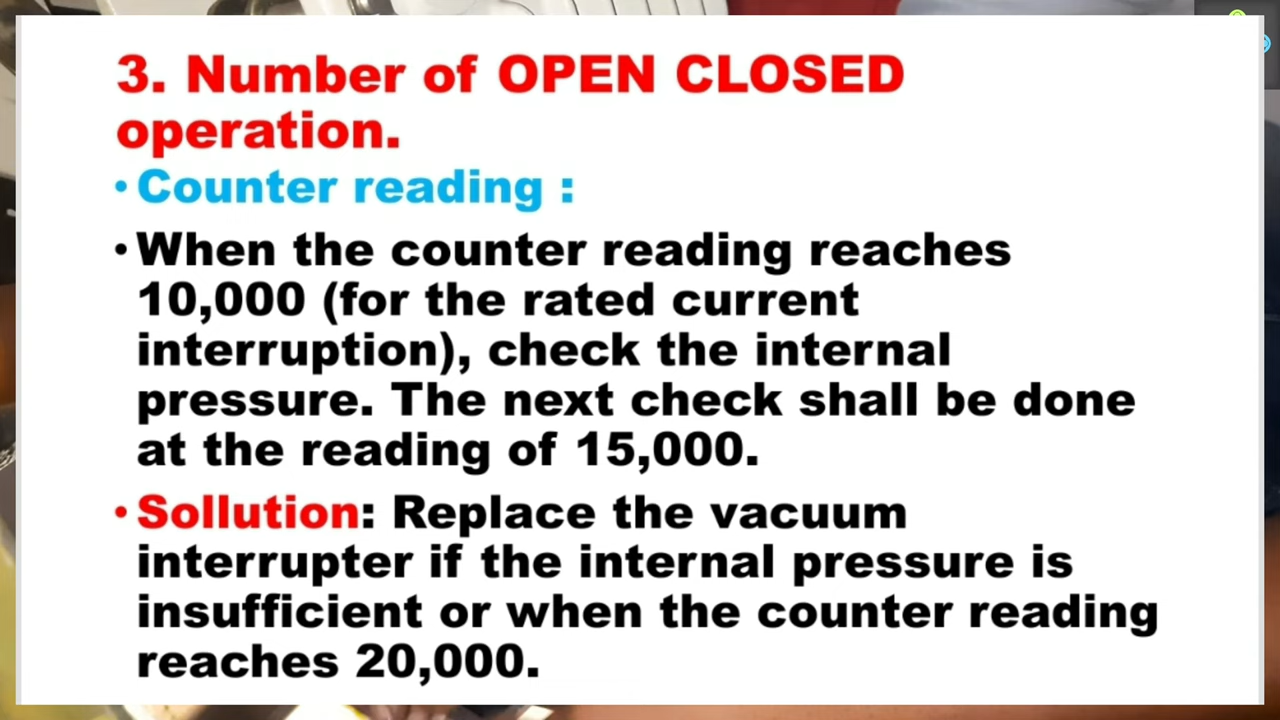 3. Number of OPEN CLOSED
operation.
•Counter reading :
•When the counter reading reaches
10,000 (for the rated current
interruption), check the internal
pressure. The next check shall be done
at the reading of 15,000.
•Sollution: Replace the vacuum
interrupter if the internal pressure is
insufficient or when the counter reading
reaches 20,000.